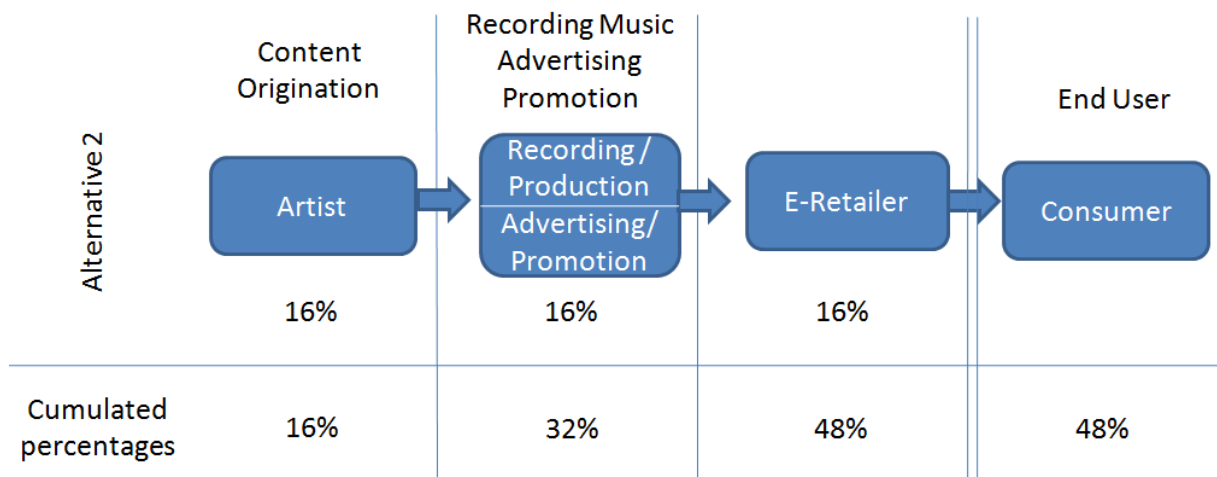 Content
Origination
Recording Music
Advertising
Promotion
End User
Alternative 2
Artist
Recording /
Production
Advertising/
Promotion
E-Retailer
Consumer
16%
16%
16%
Cumulated
percentages
16%
32%
48%
48%